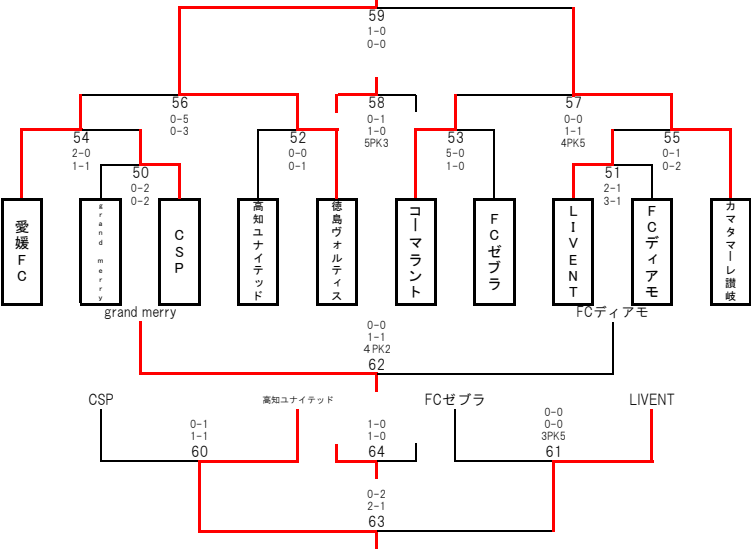 59
1-0
0-0
56
0-5
0-3
58
0-1
1-0
5PK3
57
0-0
1-1
4PK5
54
2-0
1-1
52
0-0
0-1
53
5-0
1-0
55
0-1
0-2
50
0-2
0-2
51
2-1
3-1
愛媛FC
grand merry
CSP
高知ユナイテッド
徳島ヴォルティス
コーマラント
FCゼブラ
LIVENT
FCディアモ
カマタマーレ讃岐
grand merry
FCディアモ
0-0
1-1
4PK2
62
CSP
高知ユナイテッド
FCゼブラ
LIVENT
0-1
1-1
60
1-0
1-0
64
0-0
0-0
3PK5
61
0-2
2-1
63